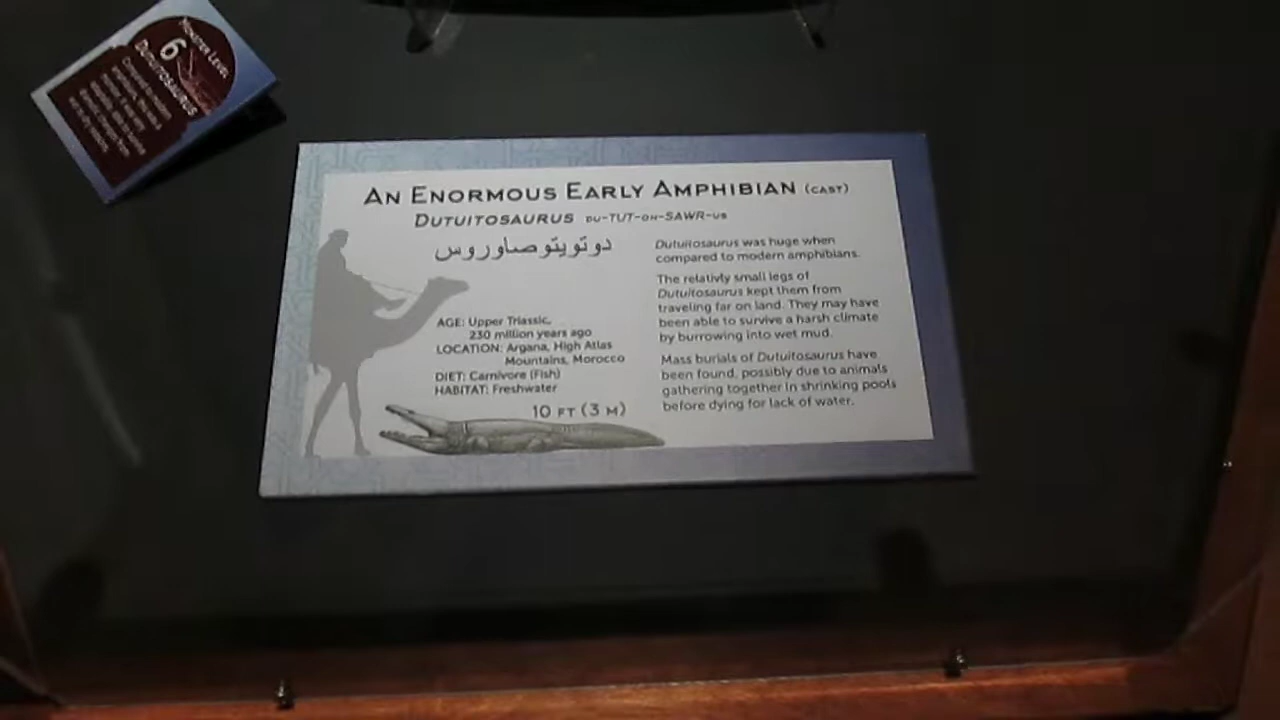 MONSTER LEVEL
6
DUTUITOSAURUS
AN ENORMOUS EARLY AMPHIBIAN (CAST)
DUTUITOSAURUS DU-TUT-OH-SAWR-US
دوتويتوصاوروس
AGE: Upper Triassic,
230 million years ago
LOCATION: Argana, High Atlas
Mountains, Morocco
DIET: Carnivore (Fish)
HABITAT: Freshwater
10 FT (3 M)
Dutuitosaurus was huge when
compared to modern amphibians.
The relativly small legs of
Dutuitosaurus kept them from
traveling far on land. They may have
been able to survive a harsh climate
by burrowing into wet mud.
Mass burials of Dutuitosaurus have
been found, possibly due to animals
gathering together in shrinking pools
before dying for lack of water.